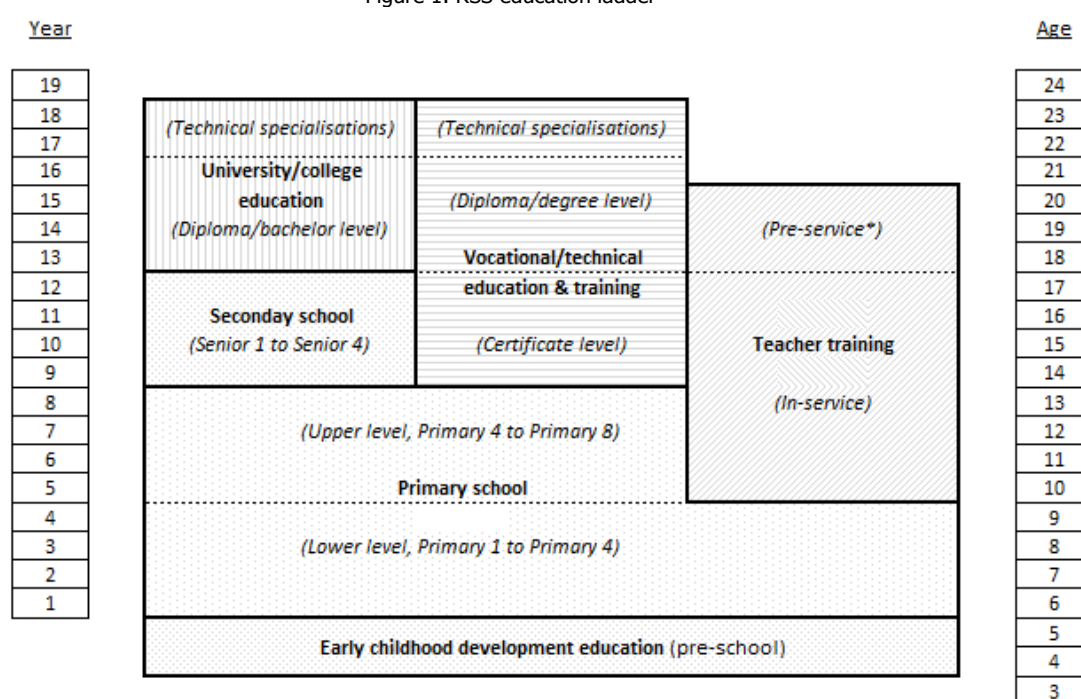 Figure 1. RSS education ladder
Year Age
19 24
18 23
(Technical specialisations) (Technical specialisations)
17 22
16 University/college 21
15 education (Diploma/degree level) 20
14 (Diploma/bachelor level) (Pre-service*) 19
13 Vocational/technical 18
12 education & training 17
11 Seconday school 16
10 (Senior 1 to Senior 4) (Certificate level) Teacher training 15
9 14
8 (In-service) 13
7 (Upper level, Primary 4 to Primary 8) 12
6 11
5 Primary school 10
4 9
3 (Lower level, Primary 1 to Primary 4) 8
2 7
1 6
5
Early childhood development education (pre-school)
4
3